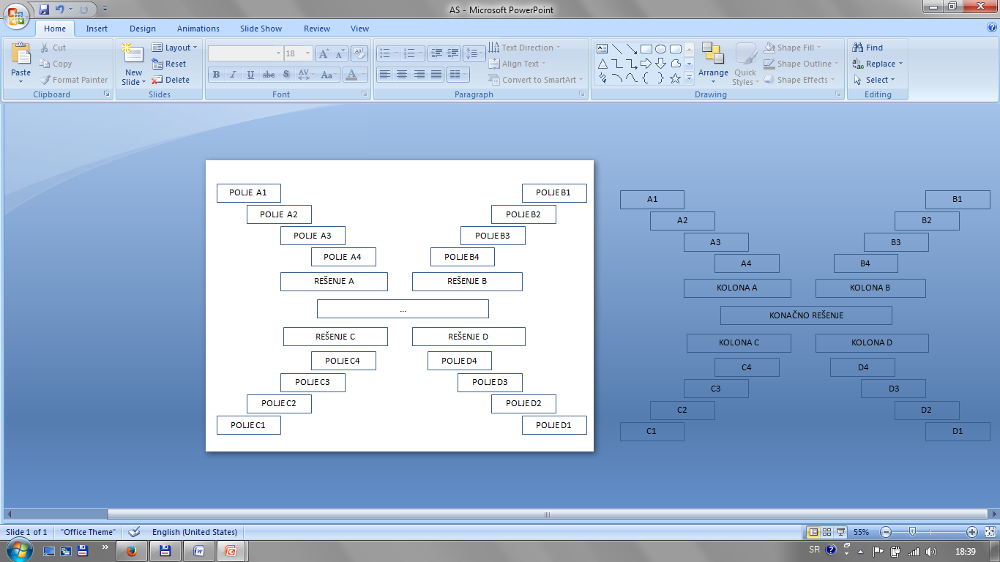 AS - Microsoft PowerPoint
Home Insert Design Animations Slide Show Review View
Paste
Cut
Copy
Format Painter
Clipboard
New Slide
Layout
Reset
Delete
Slides
18
B I U abc S AV Aa A
Font
Text Direction
Align Text
Convert to SmartArt
Paragraph
Arrange
Quick Styles
Shape Fill
Shape Outline
Shape Effects
Drawing
Find
Replace
Select
Editing
POLJE A1 POLJE B1
POLJE A2 POLJE B2
POLJE A3 POLJE B3
POLJE A4 POLJE B4
REŠENJE A REŠENJE B
...
REŠENJE C REŠENJE D
POLJE C4 POLJE D4
POLJE C3 POLJE D3
POLJE C2 POLJE D2
POLJE C1 POLJE D1
A1 B1
A2 B2
A3 B3
A4 B4
KOLONA A KOLONA B
KONAČNO REŠENJE
KOLONA C KOLONA D
C4 D4
C3 D3
C2 D2
C1 D1
Slide 1 of 1 "Office Theme" English (United States) 55%
SR 18:39